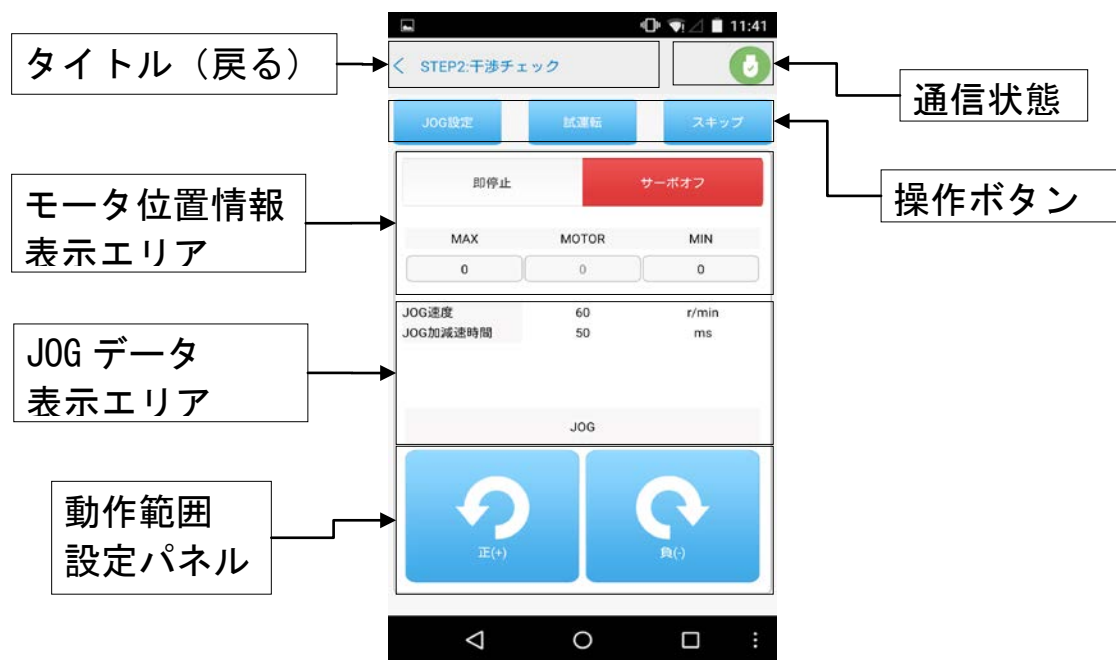 11:41
タイトル（戻る）
STEP2:干渉チェック
通信状態
JOG設定 試運転 スキップ
操作ボタン
即停止 サーボオフ
モータ位置情報
表示エリア
MAX MOTOR MIN
0 0 0
JOG速度 60 r/min
JOG加減速時間 50 ms
JOG データ
表示エリア
JOG
動作範囲
設定パネル
正(+) 負(-)